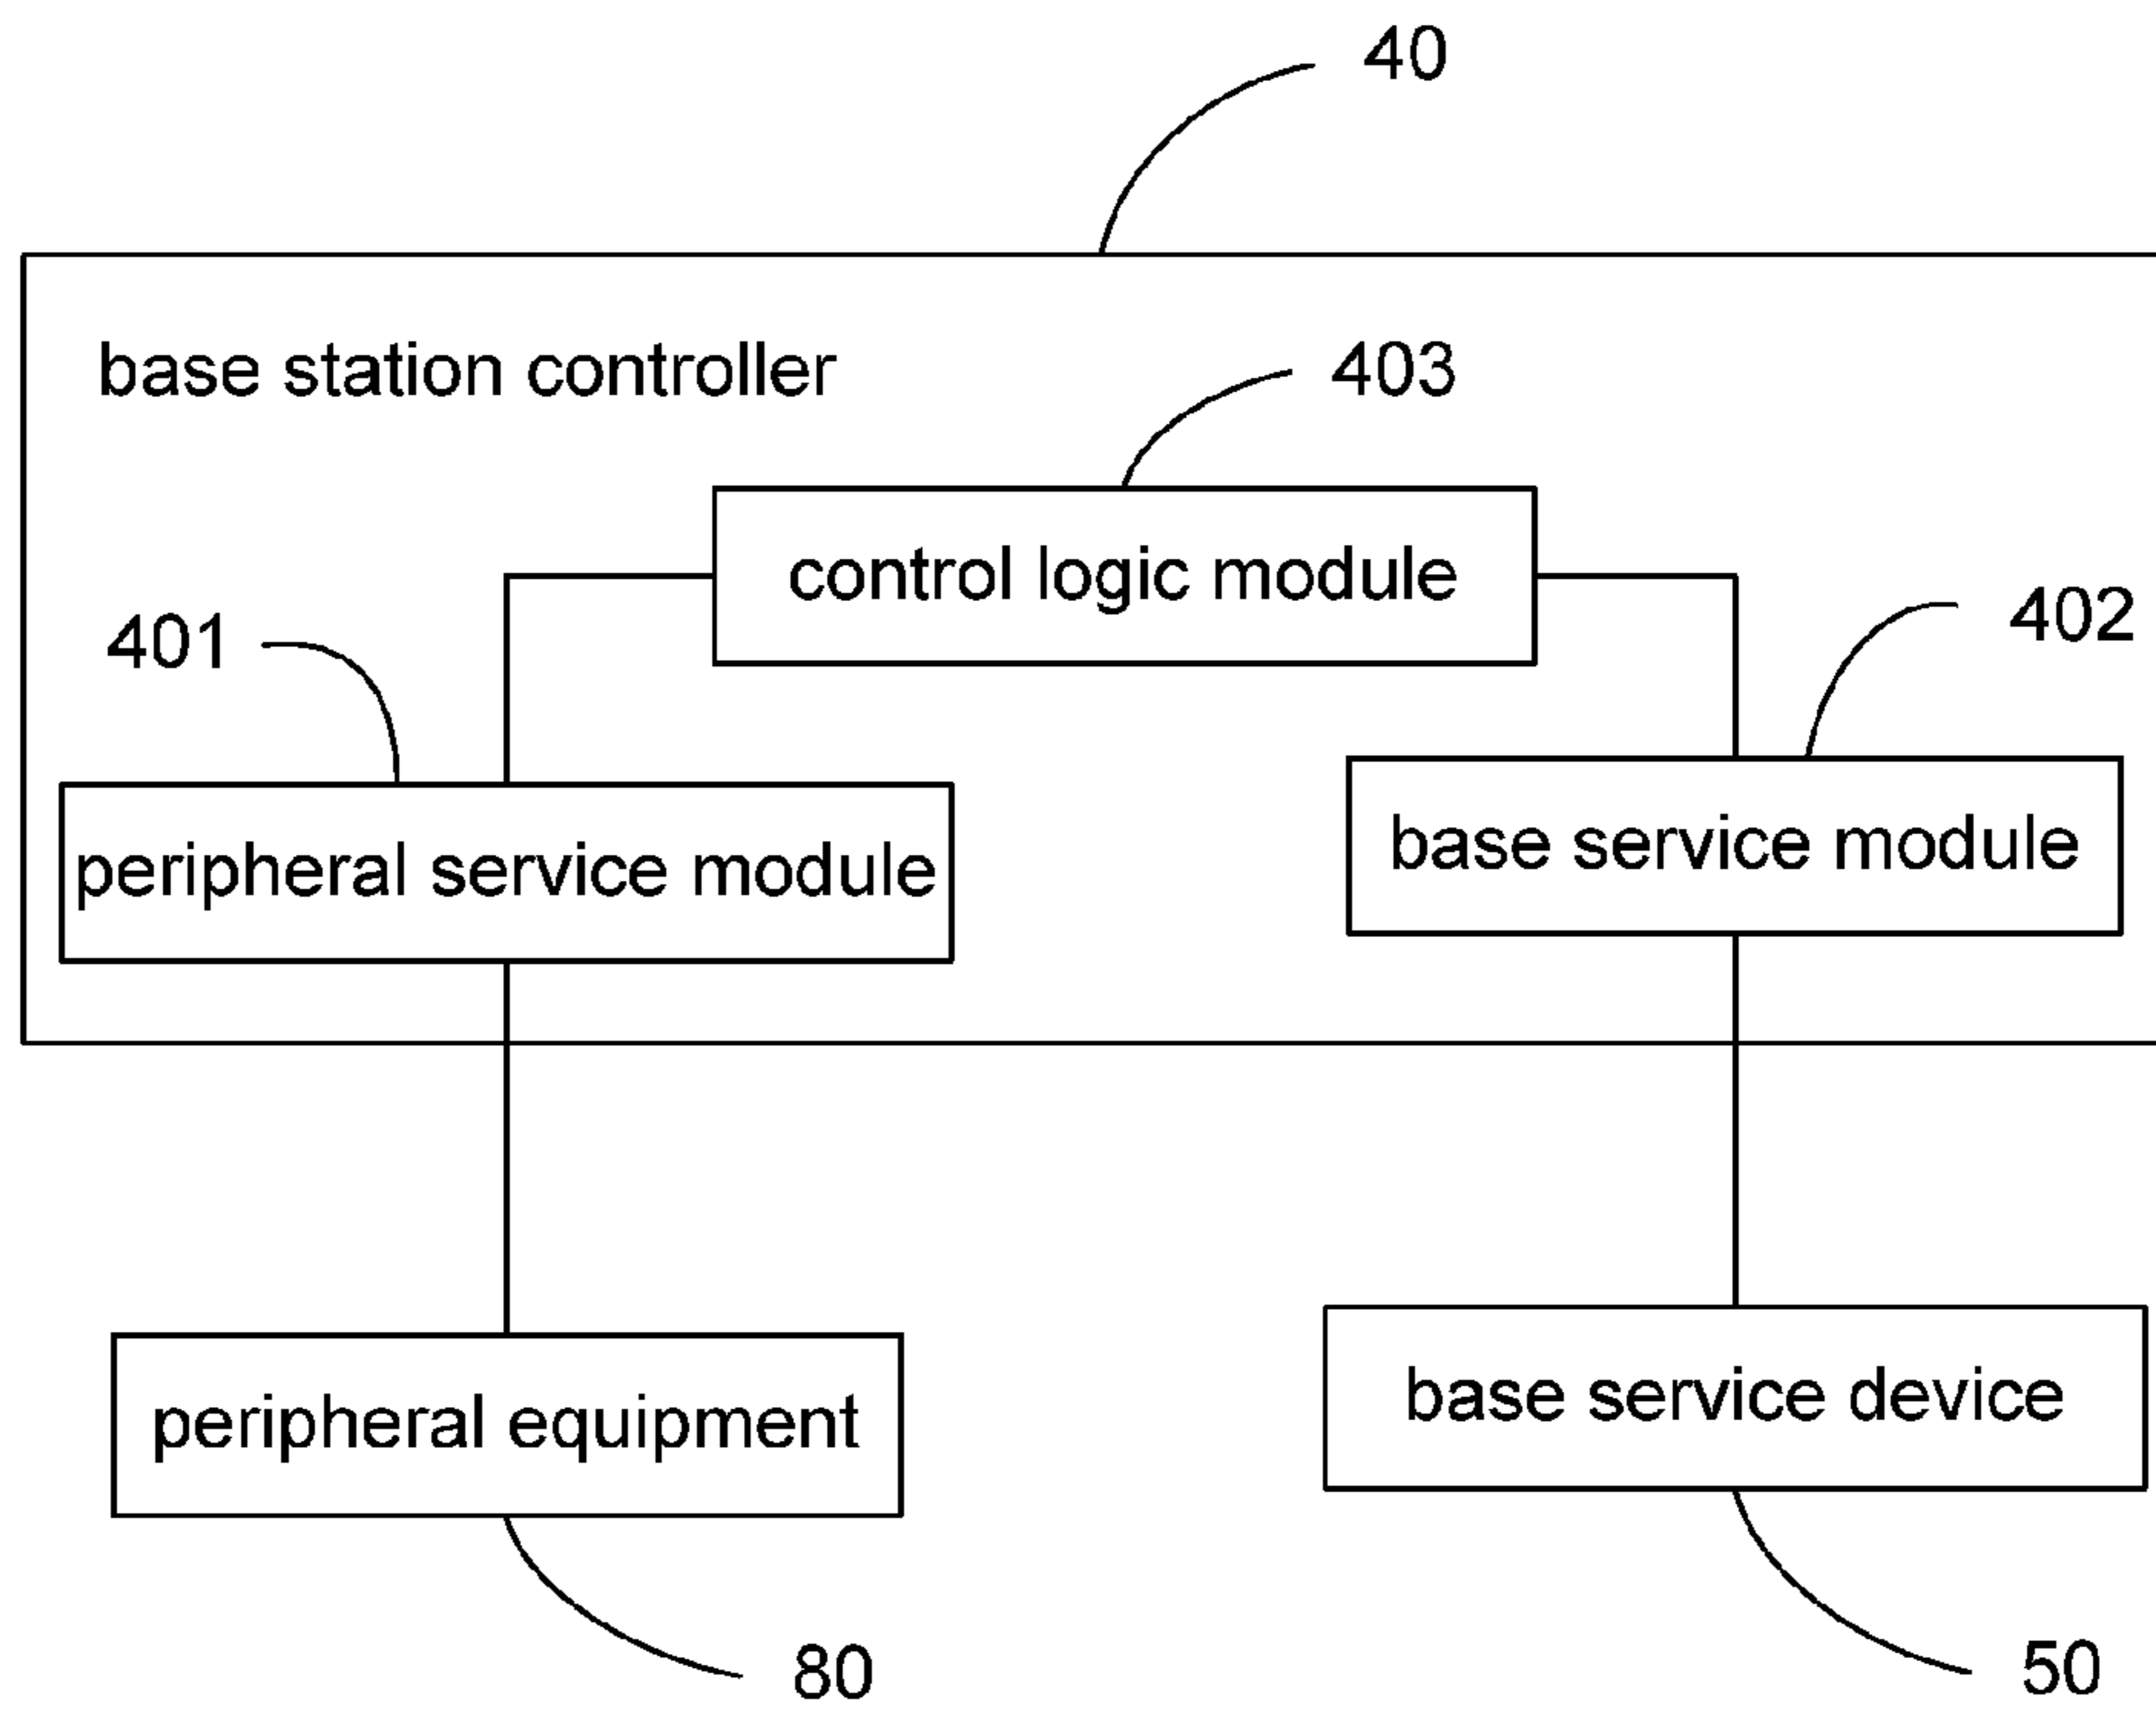 40
base station controller
403
control logic module
401
402
peripheral service module
base service module
peripheral equipment
base service device
80
50